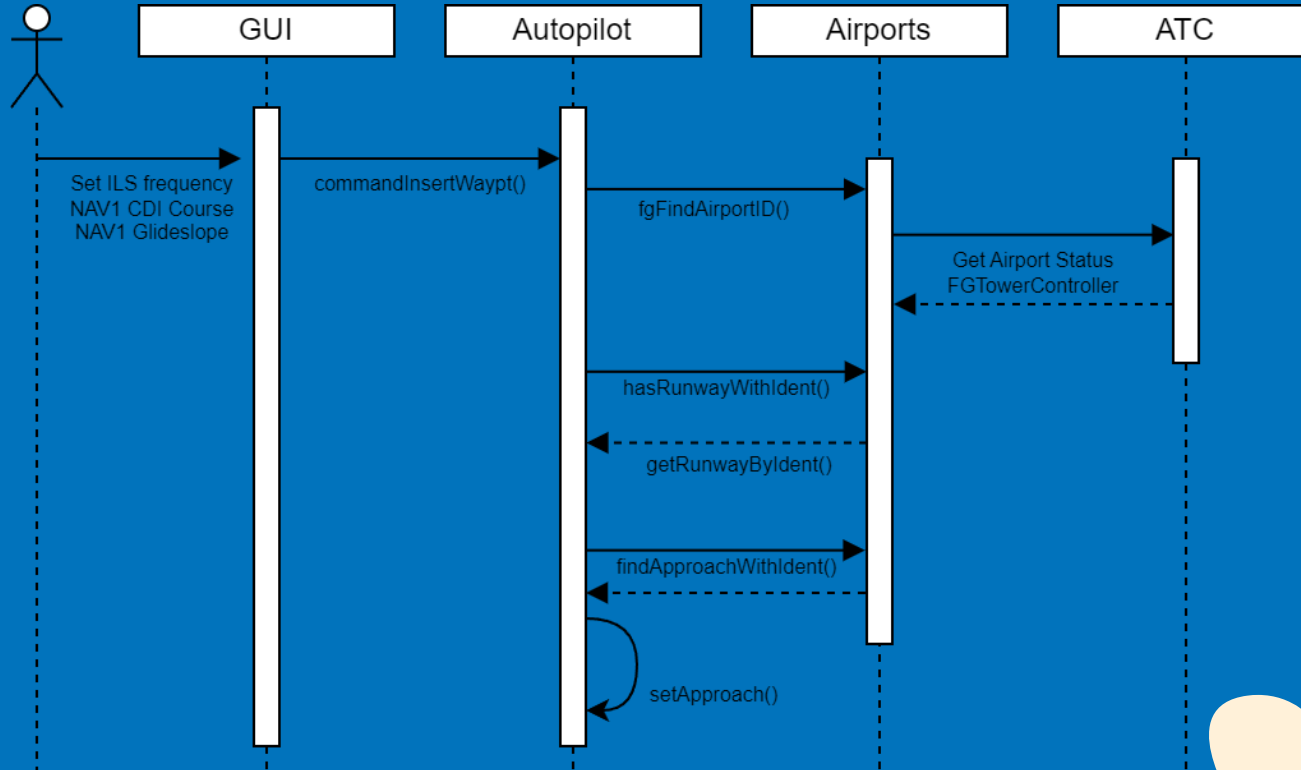 GUI
Autopilot
Airports
ATC
Set ILS frequency
NAV1 CDI Course
NAV1 Glideslope
commandInsertWaypt()
fgFindAirportID()
Get Airport Status
FGTowerController
hasRunwayWithIdent()
getRunwayByIdent()
findApproachWithIdent()
setApproach()